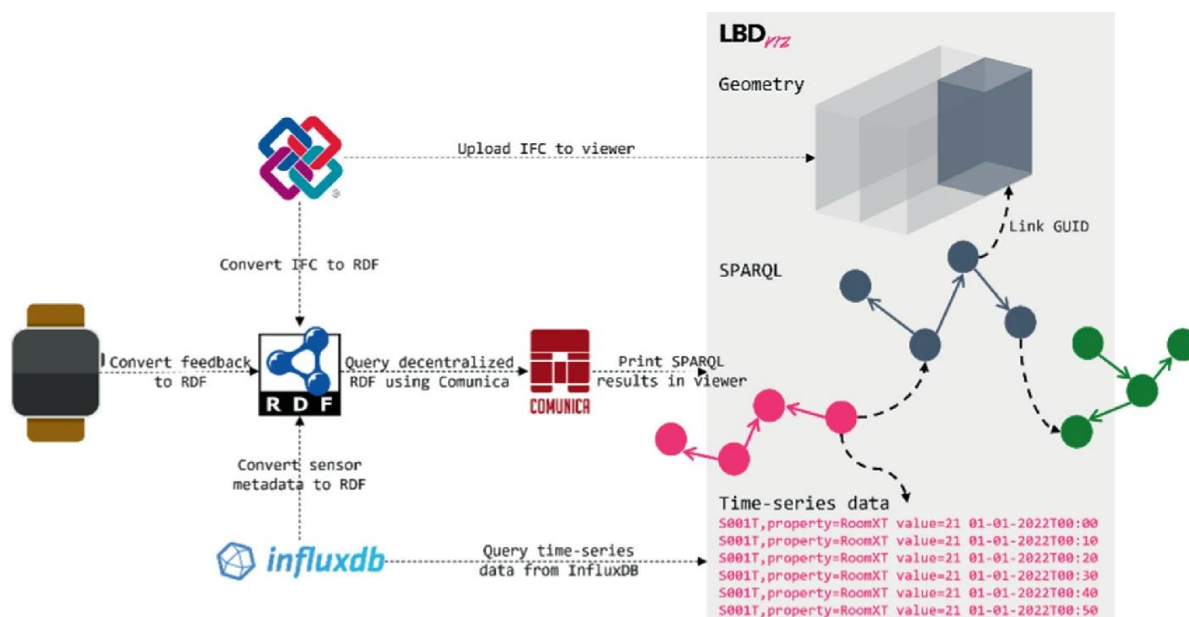 LBD viz
Geometry
Upload IFC to viewer
Link GUID
Convert IFC to RDF
SPARQL
Convert feedback
to RDF
RDF
Query decentralized
RDF using Comunica
COMUNICA
Print SPARQL
results in viewer
Convert sensor
metadata to RDF
influxdb
Query time-series
data from InfluxDB
Time-series data
S001T,property=RoomXT value=21 01-01-2022T00:00
S001T,property=RoomXT value=21 01-01-2022T00:10
S001T,property=RoomXT value=21 01-01-2022T00:20
S001T,property=RoomXT value=21 01-01-2022T00:30
S001T,property=RoomXT value=21 01-01-2022T00:40
S001T,property=RoomXT value=21 01-01-2022T00:50